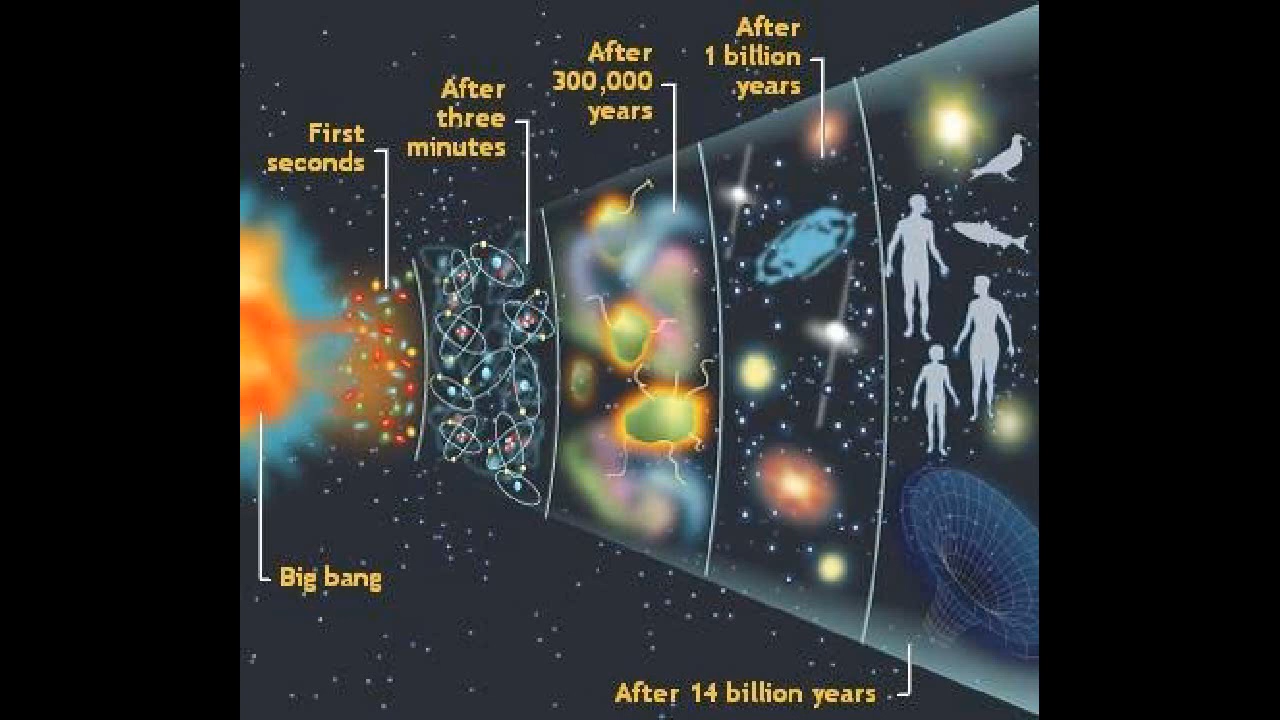 After
1 billion
years
After
300,000
years
After
three
minutes
First
seconds
Big bang
After 14 billion years